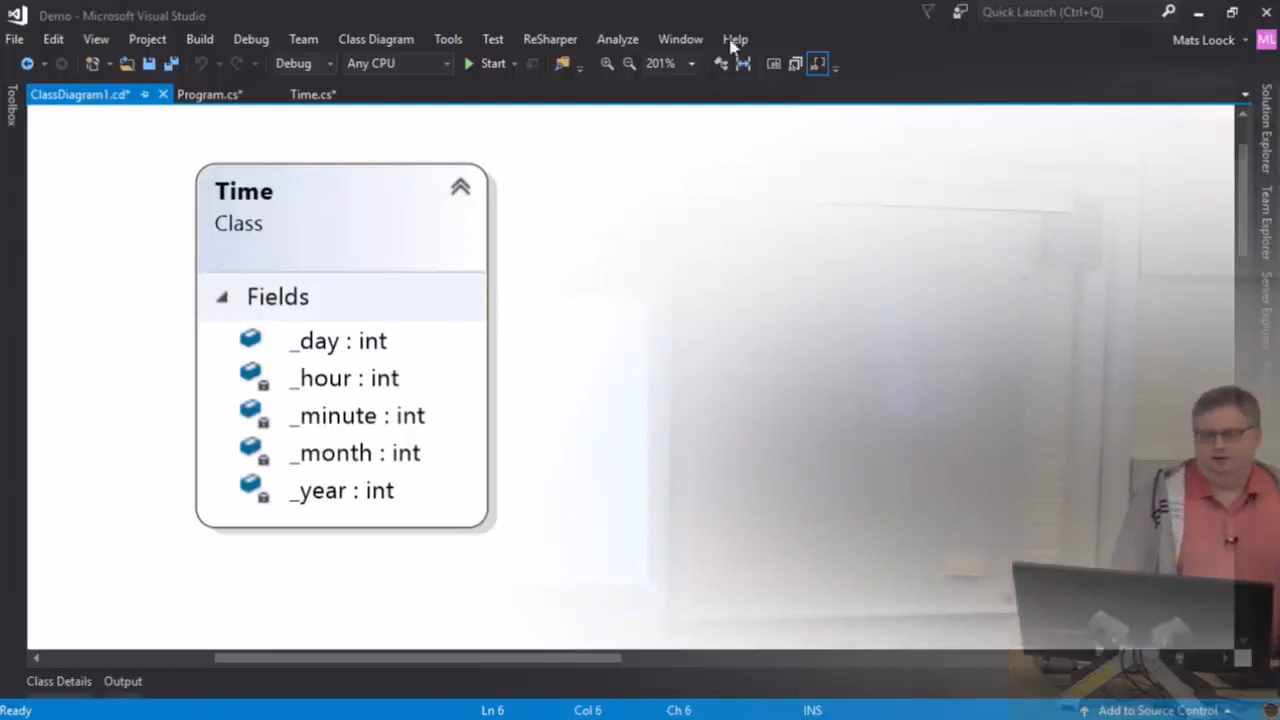 Demo - Microsoft Visual Studio
Quick Launch (Ctrl+Q)
File Edit View Project Build Debug Team Class Diagram Tools Test ReSharper Analyze Window Help
Mats Loock ML
Debug Any CPU Start 201%
ClassDiagram1.cd* Program.cs* Time.cs*
Toolbox
Solution Explorer
Team Explorer
Server Explorer
Time
Class
Fields
_day : int
_hour : int
_minute : int
_month : int
_year : int
Class Details Output
Ready Ln 6 Col 6 Ch 6 INS Add to Source Control